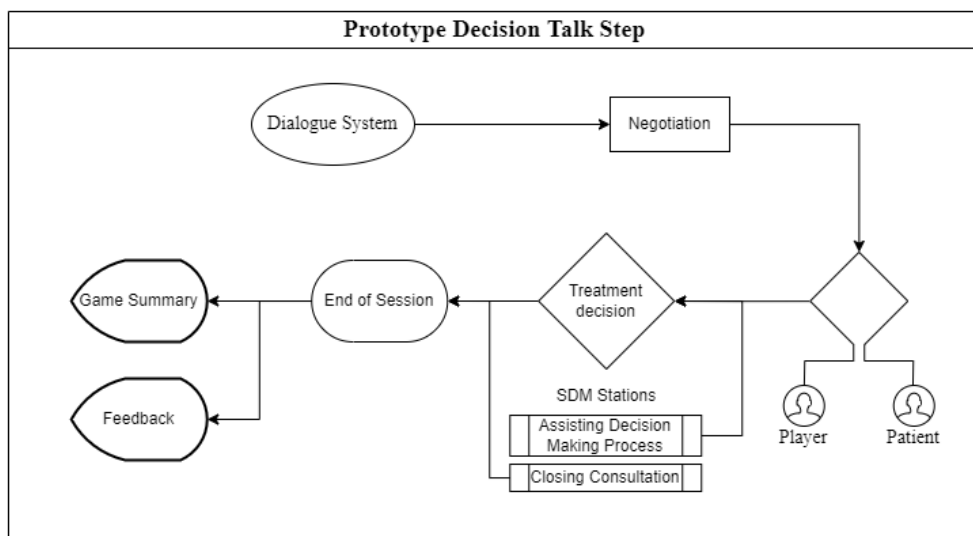 Prototype Decision Talk Step
Dialogue System
Negotiation
Game Summary
End of Session
Treatment
decision
Feedback
SDM Stations
Assisting Decision
Making Process
Closing Consultation
Player
Patient